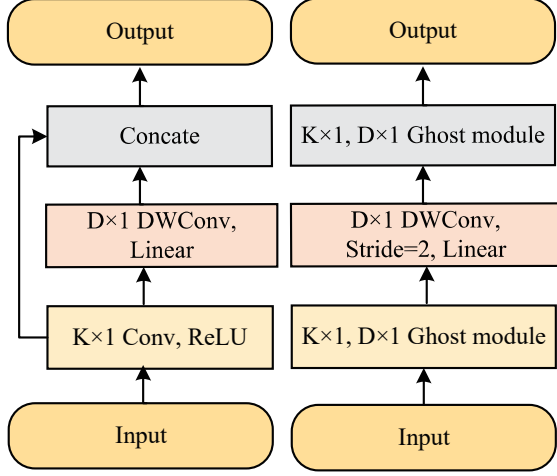 Output
Concate
D×1 DWConv,
Linear
K×1 Conv, ReLU
Input
Output
K×1, D×1 Ghost module
D×1 DWConv,
Stride=2, Linear
K×1, D×1 Ghost module
Input